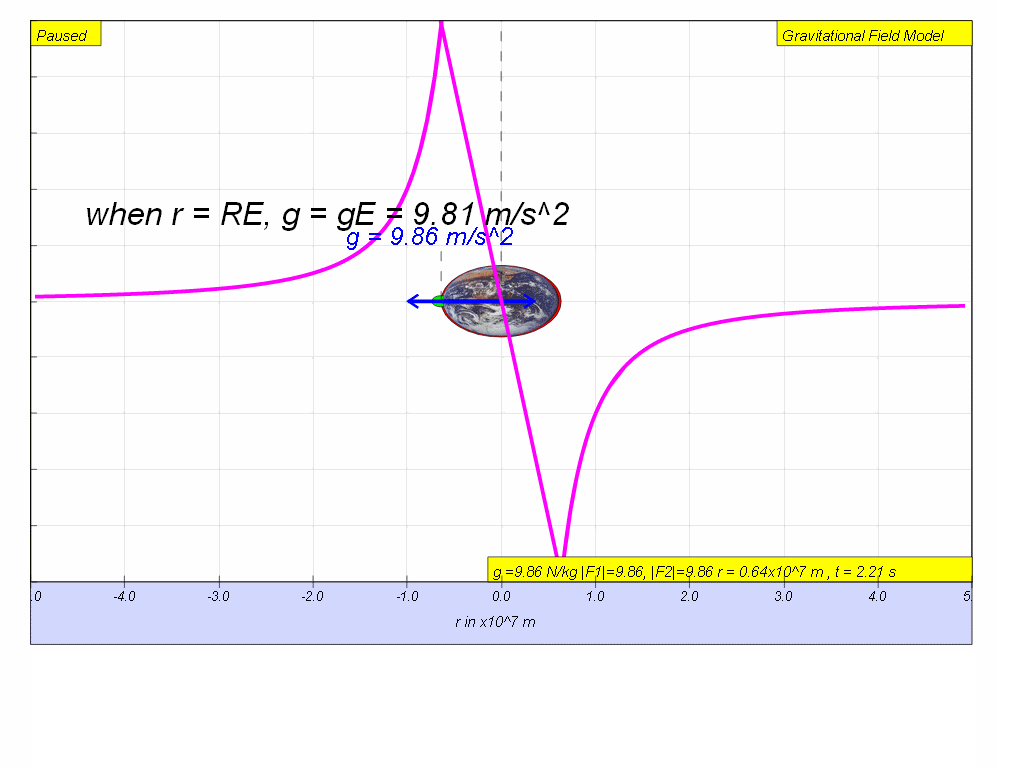 Paused
Gravitational Field Model
when r = RE, g = gE = 9.81 m/s^2
g = 9.86 m/s^2
g =9.86 N/kg |F1|=9.86, |F2|=9.86 r = 0.64x10^7 m , t = 2.21 s
.0 -4.0 -3.0 -2.0 -1.0 0.0 1.0 2.0 3.0 4.0 5.
r in x10^7 m